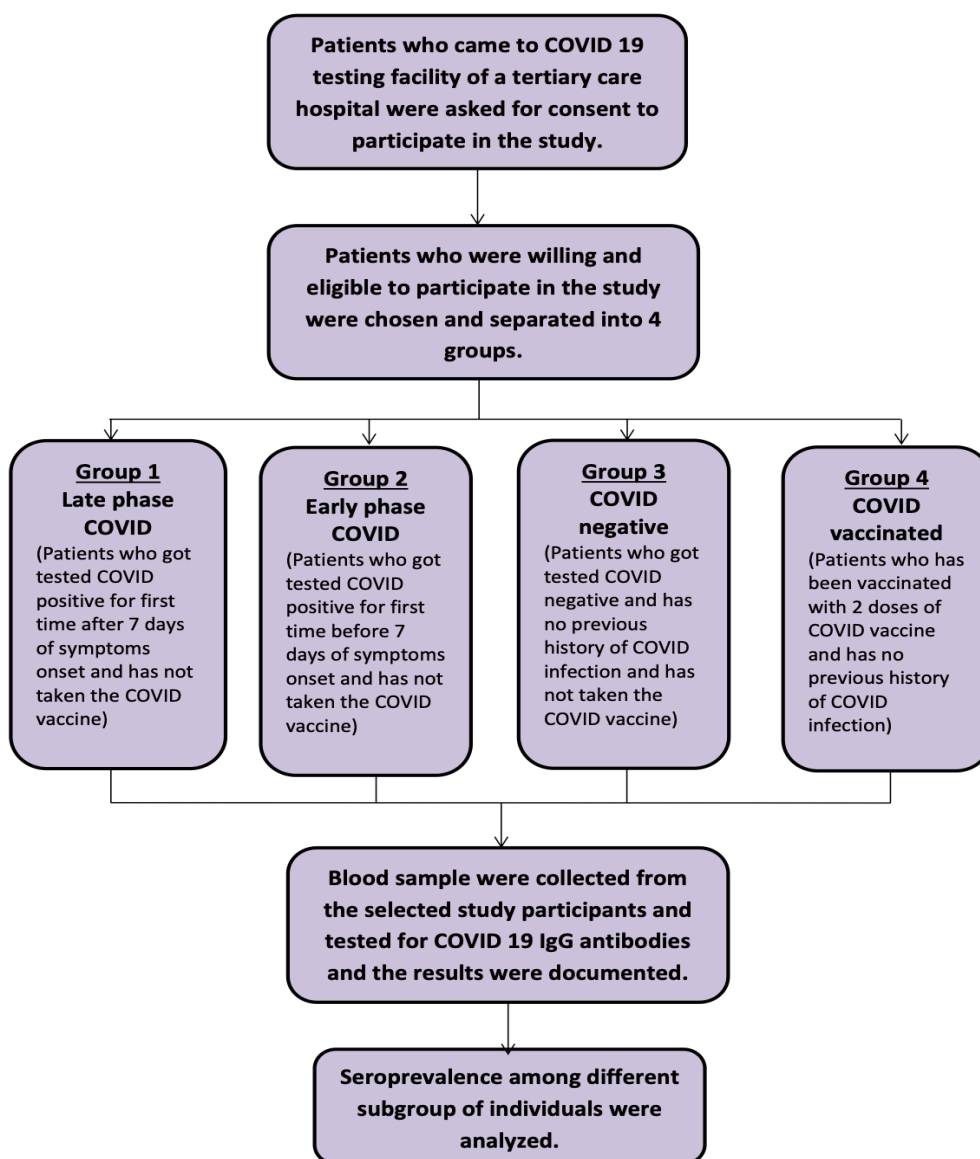 Patients who came to COVID 19
testing facility of a tertiary care
hospital were asked for consent to
participate in the study.
Patients who were willing and
eligible to participate in the study
were chosen and separated into 4
groups.
Group 1
Late phase
COVID
(Patients who got
tested COVID
positive for first
time after 7 days
of symptoms
onset and has not
taken the COVID
vaccine)
Group 2
Early phase
COVID
(Patients who got
tested COVID
positive for first
time before 7
days of symptoms
onset and has not
taken the COVID
vaccine)
Group 3
COVID
negative
(Patients who got
tested COVID
negative and has
no previous
history of COVID
infection and has
not taken the
COVID vaccine)
Group 4
COVID
vaccinated
(Patients who has
been vaccinated
with 2 doses of
COVID vaccine
and has no
previous history
of COVID
infection)
Blood sample were collected from
the selected study participants and
tested for COVID 19 IgG antibodies
and the results were documented.
Seroprevalence among different
subgroup of individuals were
analyzed.